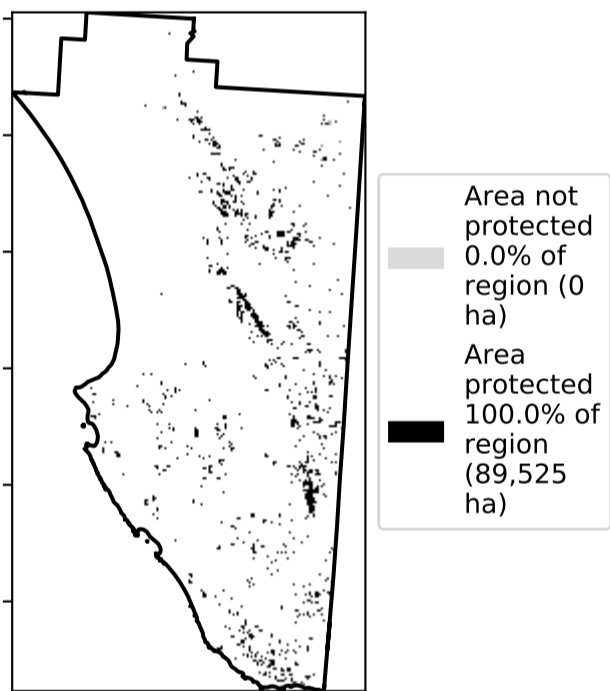 Area not
protected
0.0% of
region (0
ha)
Area
protected
100.0% of
region
(89,525
ha)